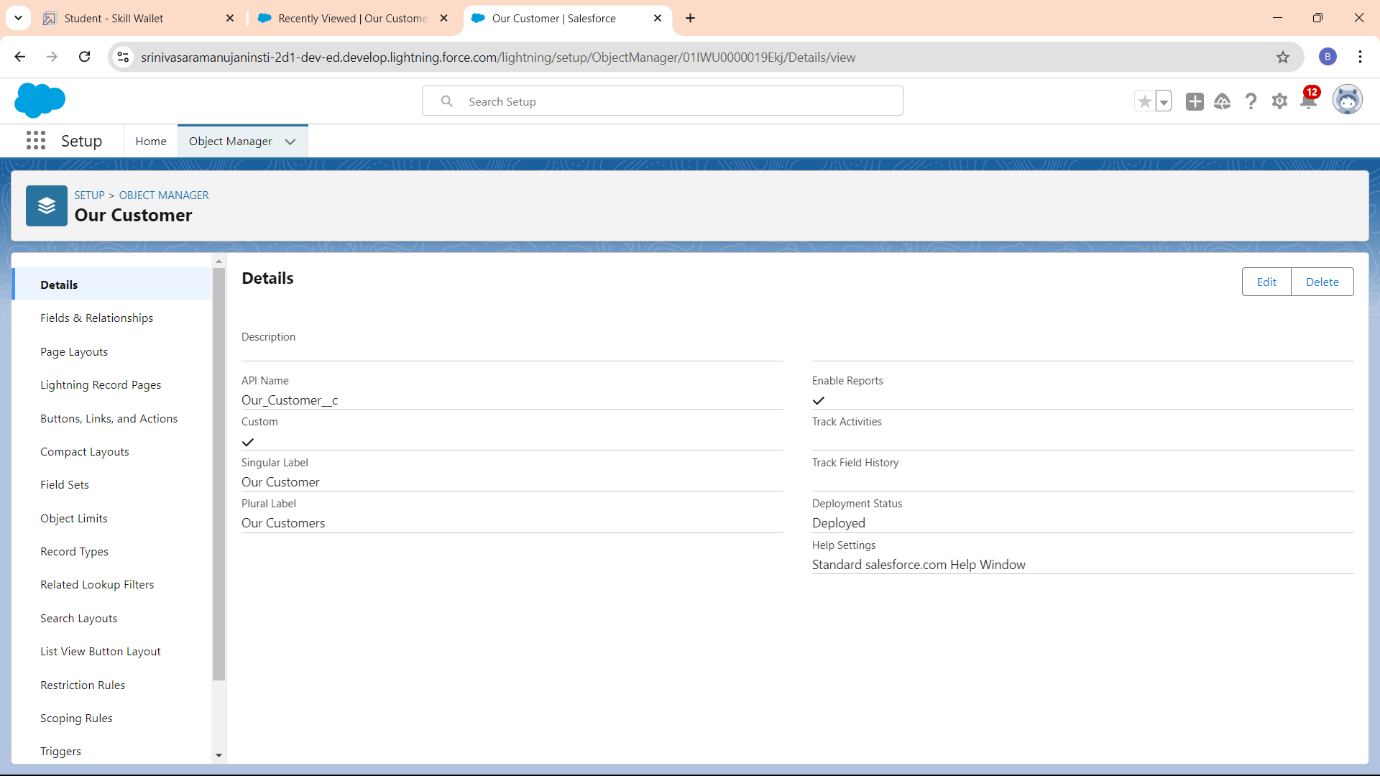 Student - Skill Wallet
Recently Viewed | Our Custome
Our Customer | Salesforce
srinivasaramanujaninsti-2d1-dev-ed.develop.lightning.force.com/lightning/setup/ObjectManager/01IWU0000019Ekj/Details/view
B
Search Setup
12
Setup
Home
Object Manager
SETUP > OBJECT MANAGER
Our Customer
Details
Fields & Relationships
Page Layouts
Lightning Record Pages
Buttons, Links, and Actions
Compact Layouts
Field Sets
Object Limits
Record Types
Related Lookup Filters
Search Layouts
List View Button Layout
Restriction Rules
Scoping Rules
Triggers
Details
Edit
Delete
Description
API Name
Our_Customer__c
Custom
Singular Label
Our Customer
Plural Label
Our Customers
Enable Reports
Track Activities
Track Field History
Deployment Status
Deployed
Help Settings
Standard salesforce.com Help Window